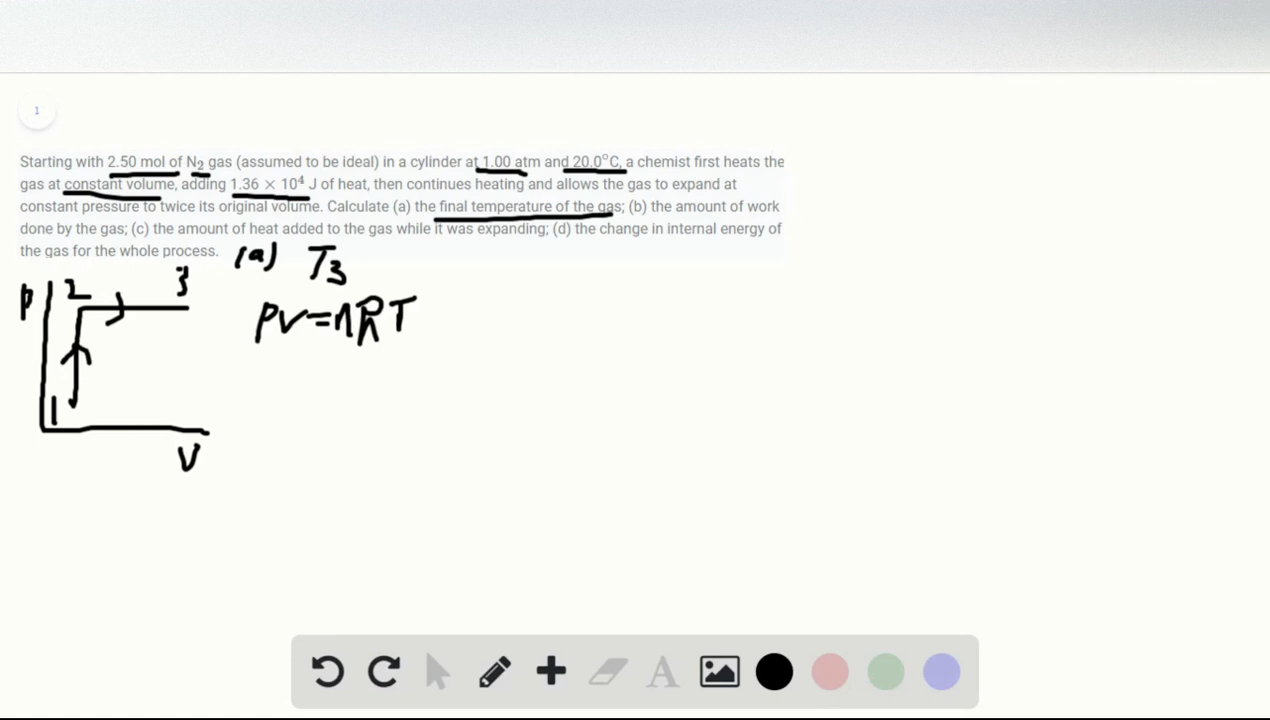 1
Starting with 2.50 mol of N₂ gas (assumed to be ideal) in a cylinder at 1.00 atm and 20.0°C, a chemist first heats the
gas at constant volume, adding 1.36 × 10⁴ J of heat, then continues heating and allows the gas to expand at
constant pressure to twice its original volume. Calculate (a) the final temperature of the gas; (b) the amount of work
done by the gas; (c) the amount of heat added to the gas while it was expanding; (d) the change in internal energy of
the gas for the whole process.
(a) T₃
P 2 3
PV=nRT
1
V
A